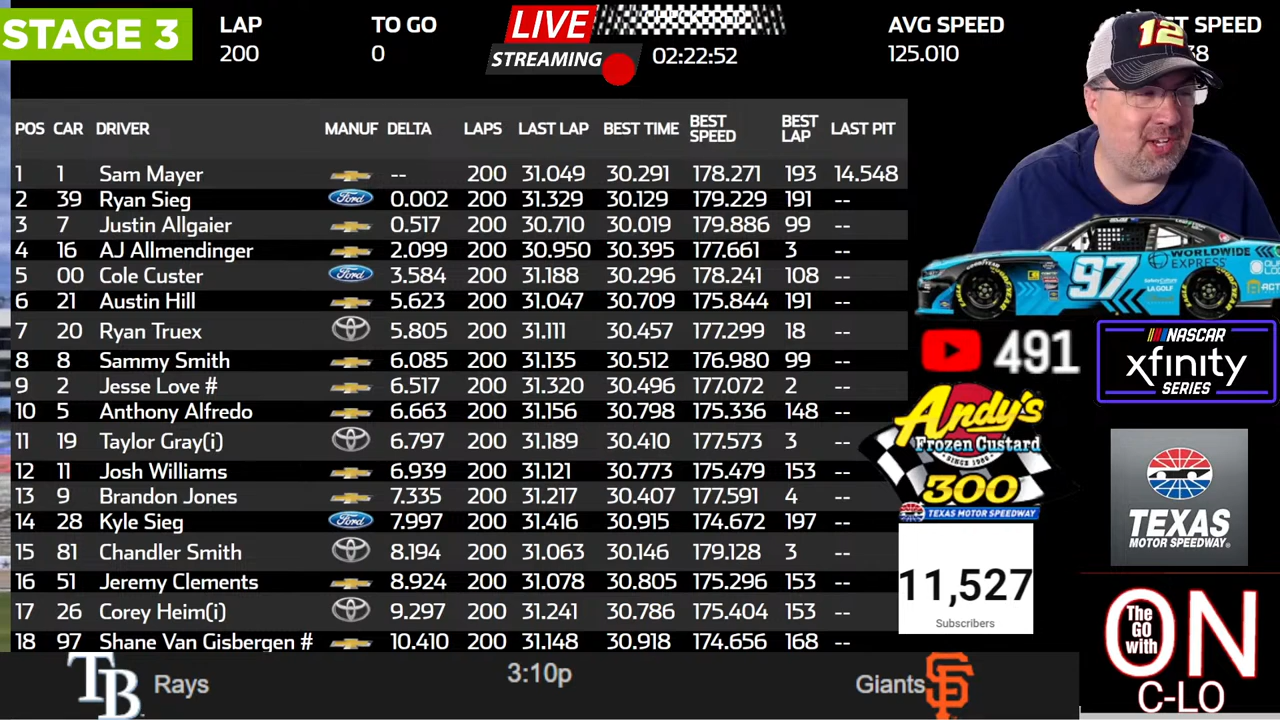 STAGE 3
LAP
200
TO GO
0
LIVE
STREAMING
02:22:52
AVG SPEED
125.010
SPEED
12
POS CAR DRIVER MANUF DELTA LAPS LAST LAP BEST TIME BEST SPEED BEST LAP LAST PIT
1 1 Sam Mayer -- 200 31.049 30.291 178.271 193 14.548
2 39 Ryan Sieg Ford 0.002 200 31.329 30.129 179.229 191 --
3 7 Justin Allgaier 0.517 200 30.710 30.019 179.886 99 --
4 16 AJ Allmendinger 2.099 200 30.950 30.395 177.661 3 --
5 00 Cole Custer Ford 3.584 200 31.128 30.296 178.241 108 --
6 21 Austin Hill 5.623 200 31.047 30.709 175.844 191 --
7 20 Ryan Truex 5.805 200 31.111 30.457 177.299 18 --
8 8 Sammy Smith 6.085 200 31.135 30.512 176.980 99 --
9 2 Jesse Love # 6.517 200 31.320 30.496 177.072 2 --
10 5 Anthony Alfredo 6.663 200 31.156 30.798 175.336 148 --
11 19 Taylor Gray(i) 6.797 200 31.189 30.410 177.573 3 --
12 11 Josh Williams 6.939 200 31.121 30.773 175.479 153 --
13 9 Brandon Jones 7.335 200 31.217 30.407 177.591 4 --
14 28 Kyle Sieg Ford 7.997 200 31.416 30.915 174.672 197 --
15 81 Chandler Smith 8.194 200 31.063 30.146 179.128 3 --
16 51 Jeremy Clements 8.924 200 31.078 30.805 175.296 153 --
17 26 Corey Heim(i) 9.297 200 31.241 30.786 175.404 153 --
18 97 Shane Van Gisbergen # 10.410 200 31.148 30.918 174.656 168 --
WORLDWIDE
EXPRESS
97
491
NASCAR
xfinity
SERIES
Andy's
Frozen Custard
SINCE 1986
300
TEXAS MOTOR SPEEDWAY
TEXAS
MOTOR SPEEDWAY
11,527
Subscribers
The GO with ON
C-LO
TB Rays
3:10p
Giants SF